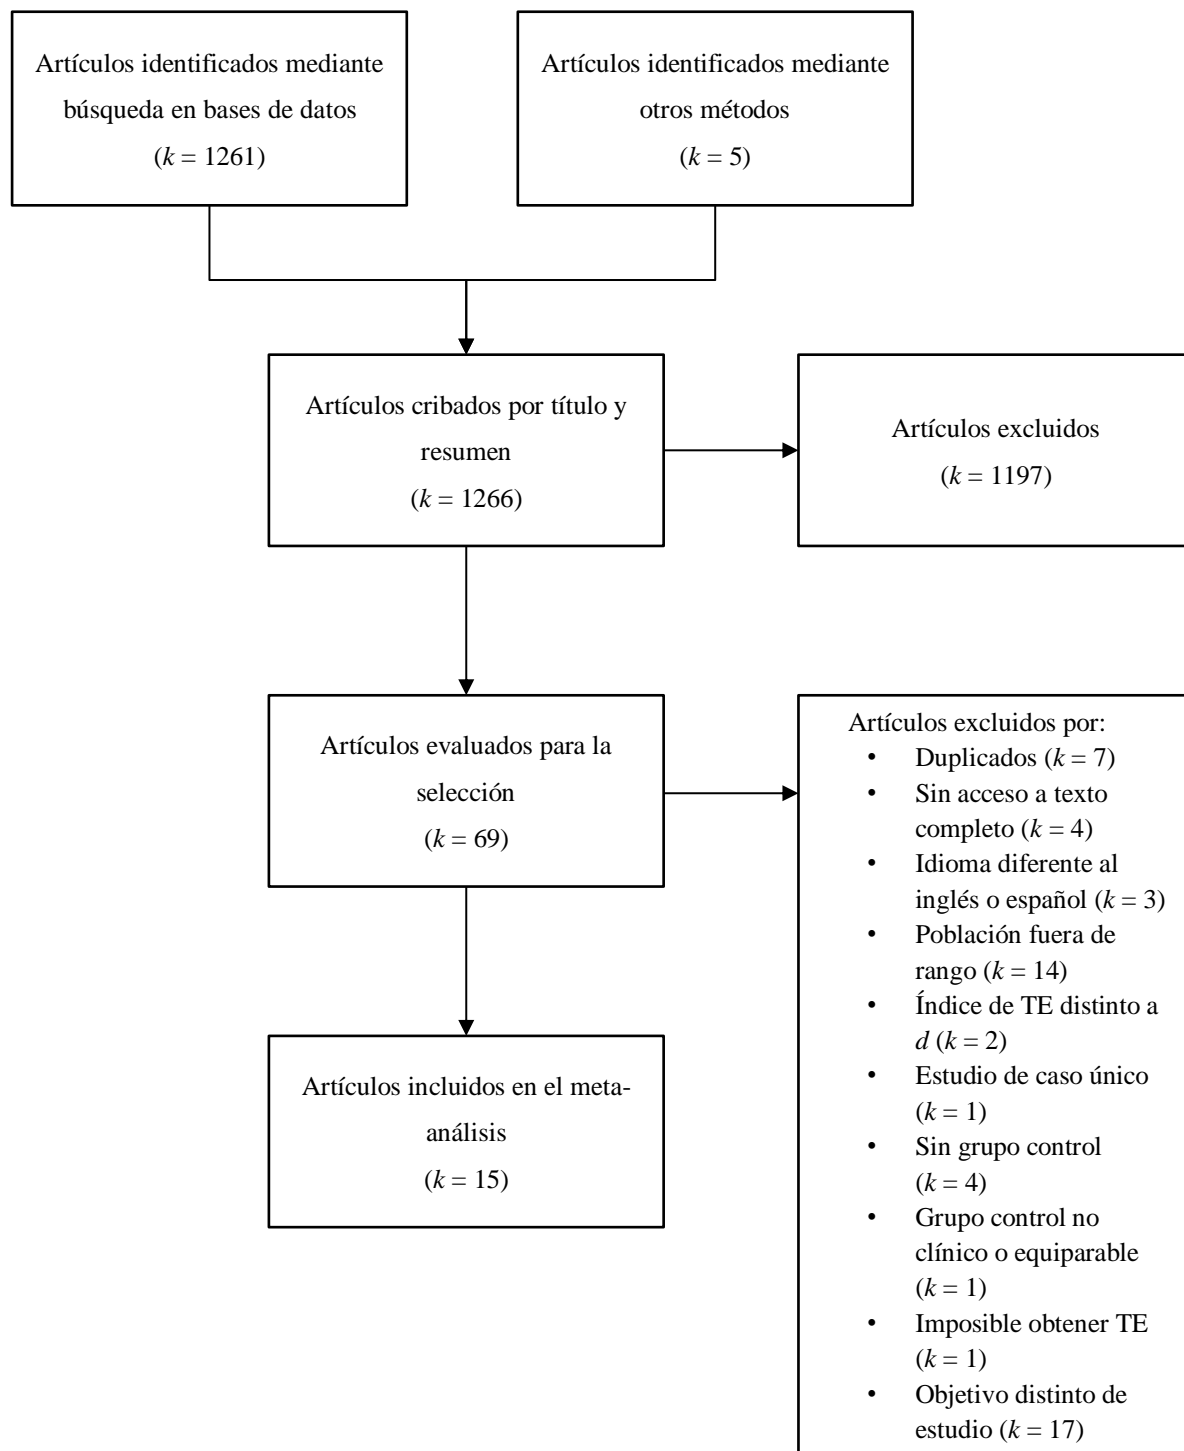 Artículos identificados mediante
búsqueda en bases de datos
(k = 1261)
Artículos identificados mediante
otros métodos
(k = 5)
Artículos cribados por título y
resumen
(k = 1266)
Artículos excluidos
(k = 1197)
Artículos evaluados para la
selección
(k = 69)
Artículos excluidos por:
• Duplicados (k = 7)
• Sin acceso a texto
completo (k = 4)
• Idioma diferente al
inglés o español (k = 3)
• Población fuera de
rango (k = 14)
• Índice de TE distinto a
d (k = 2)
• Estudio de caso único
(k = 1)
• Sin grupo control
(k = 4)
• Grupo control no
clínico o equiparable
(k = 1)
• Imposible obtener TE
(k = 1)
• Objetivo distinto de
estudio (k = 17)
Artículos incluidos en el meta-
análisis
(k = 15)